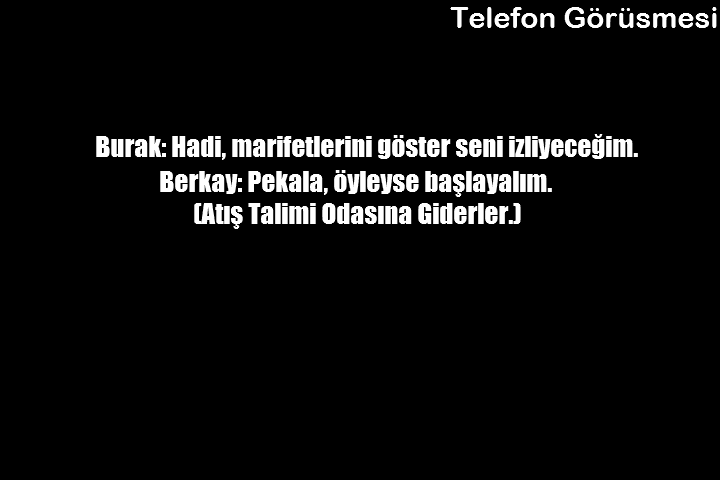 Telefon Görüsmesi
Burak: Hadi, marifetlerini göster seni izliyeceğim.
Berkay: Pekala, öyleyse başlayalım.
(Atış Talimi Odasına Giderler.)